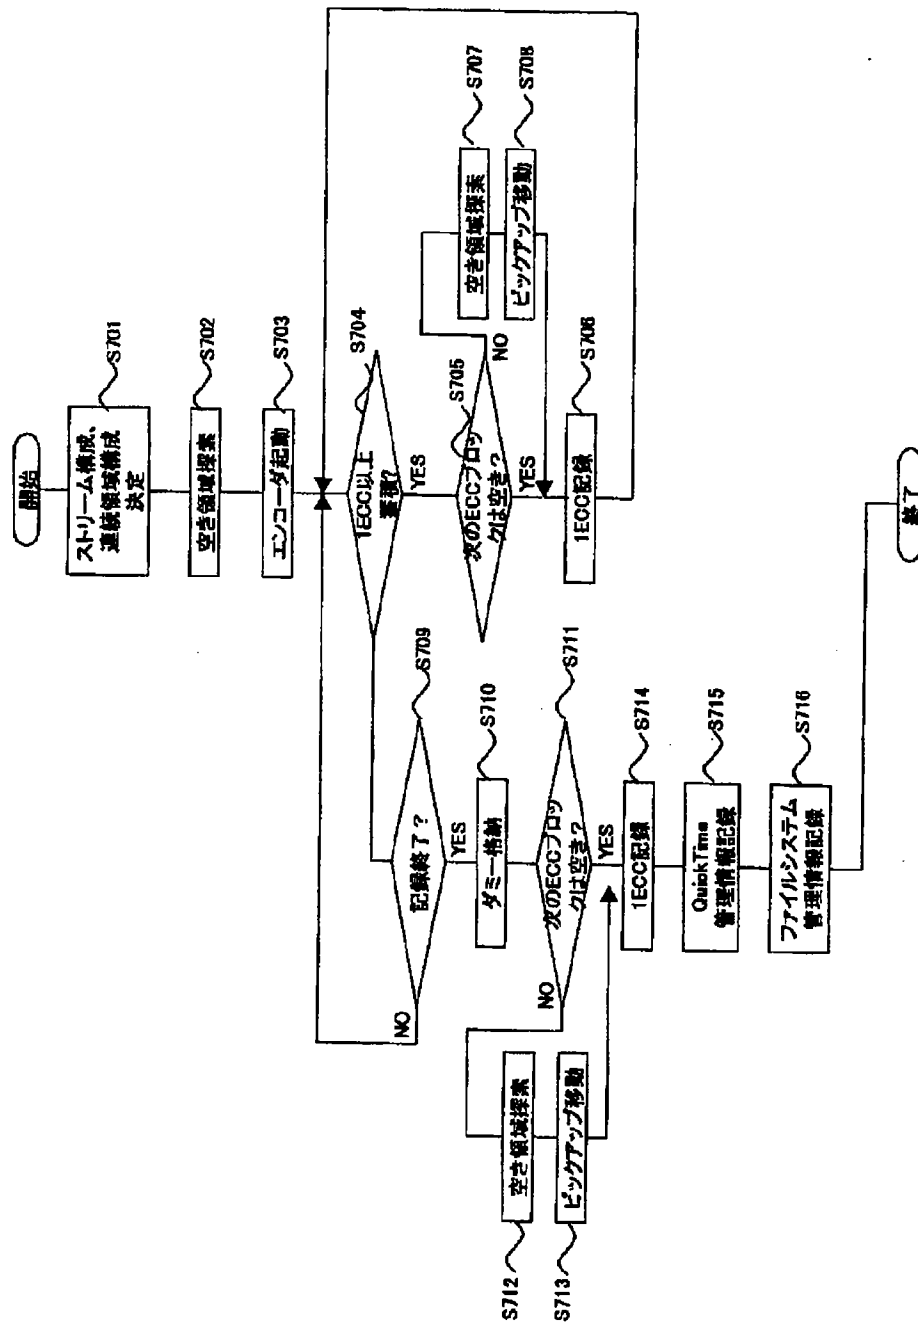 開始
ストリーム構成、
連続領域構成
決定
S701
空き領域探索
S702
エンコーダ起動
S703
1ECC以上
蓄積?
S704
YES
次のECCブロッ
クは空き?
S705
NO
YES
空き領域探索
S707
ピックアップ移動
S708
1ECC記録
S706
記録終了?
S709
NO
YES
ダミー格納
S710
次のECCブロッ
クは空き?
S711
NO
YES
空き領域探索
S712
ピックアップ移動
S713
1ECC記録
S714
QuickTime
管理情報記録
S715
ファイルシステム
管理情報記録
S716
終了